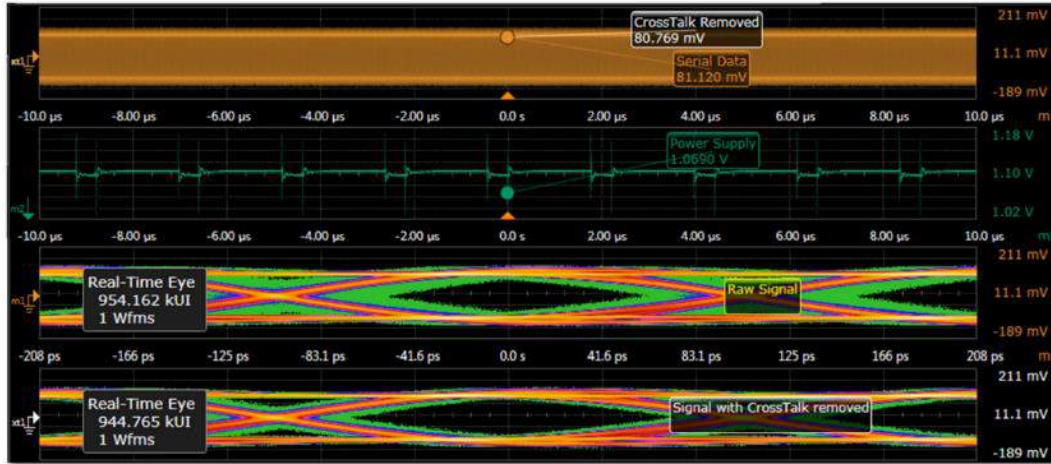 211 mV
CrossTalk Removed
80.769 mV
11.1 mV
Serial Data
81.120 mV
-189 mV
-10.0 µs -8.00 µs -6.00 µs -4.00 µs -2.00 µs 0.0 s 2.00 µs 4.00 µs 6.00 µs 8.00 µs 10.0 µs m
1.18 V
Power Supply
1.0690 V
1.10 V
m2
1.02 V
-10.0 µs -8.00 µs -6.00 µs -4.00 µs -2.00 µs 0.0 s 2.00 µs 4.00 µs 6.00 µs 8.00 µs 10.0 µs m
211 mV
Real-Time Eye
954.162 kUI
1 Wfms
Raw Signal
11.1 mV
-189 mV
-208 ps -166 ps -125 ps -83.1 ps -41.6 ps 0.0 s 41.6 ps 83.1 ps 125 ps 166 ps 208 ps m
211 mV
Real-Time Eye
944.765 kUI
1 Wfms
Signal with CrossTalk removed
11.1 mV
xt1
-189 mV